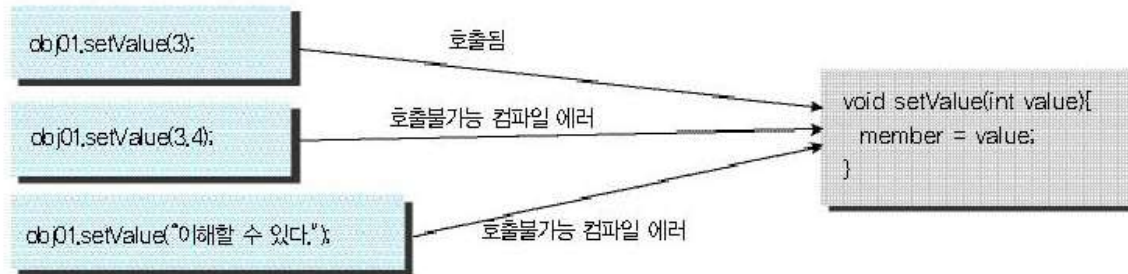 obj01.setValue(3);
호출됨
obj01.setValue(3.4);
호출불가능 컴파일 에러
void setValue(int value){
member = value;
}
obj01.setValue("이해할 수 있다.");
호출불가능 컴파일 에러